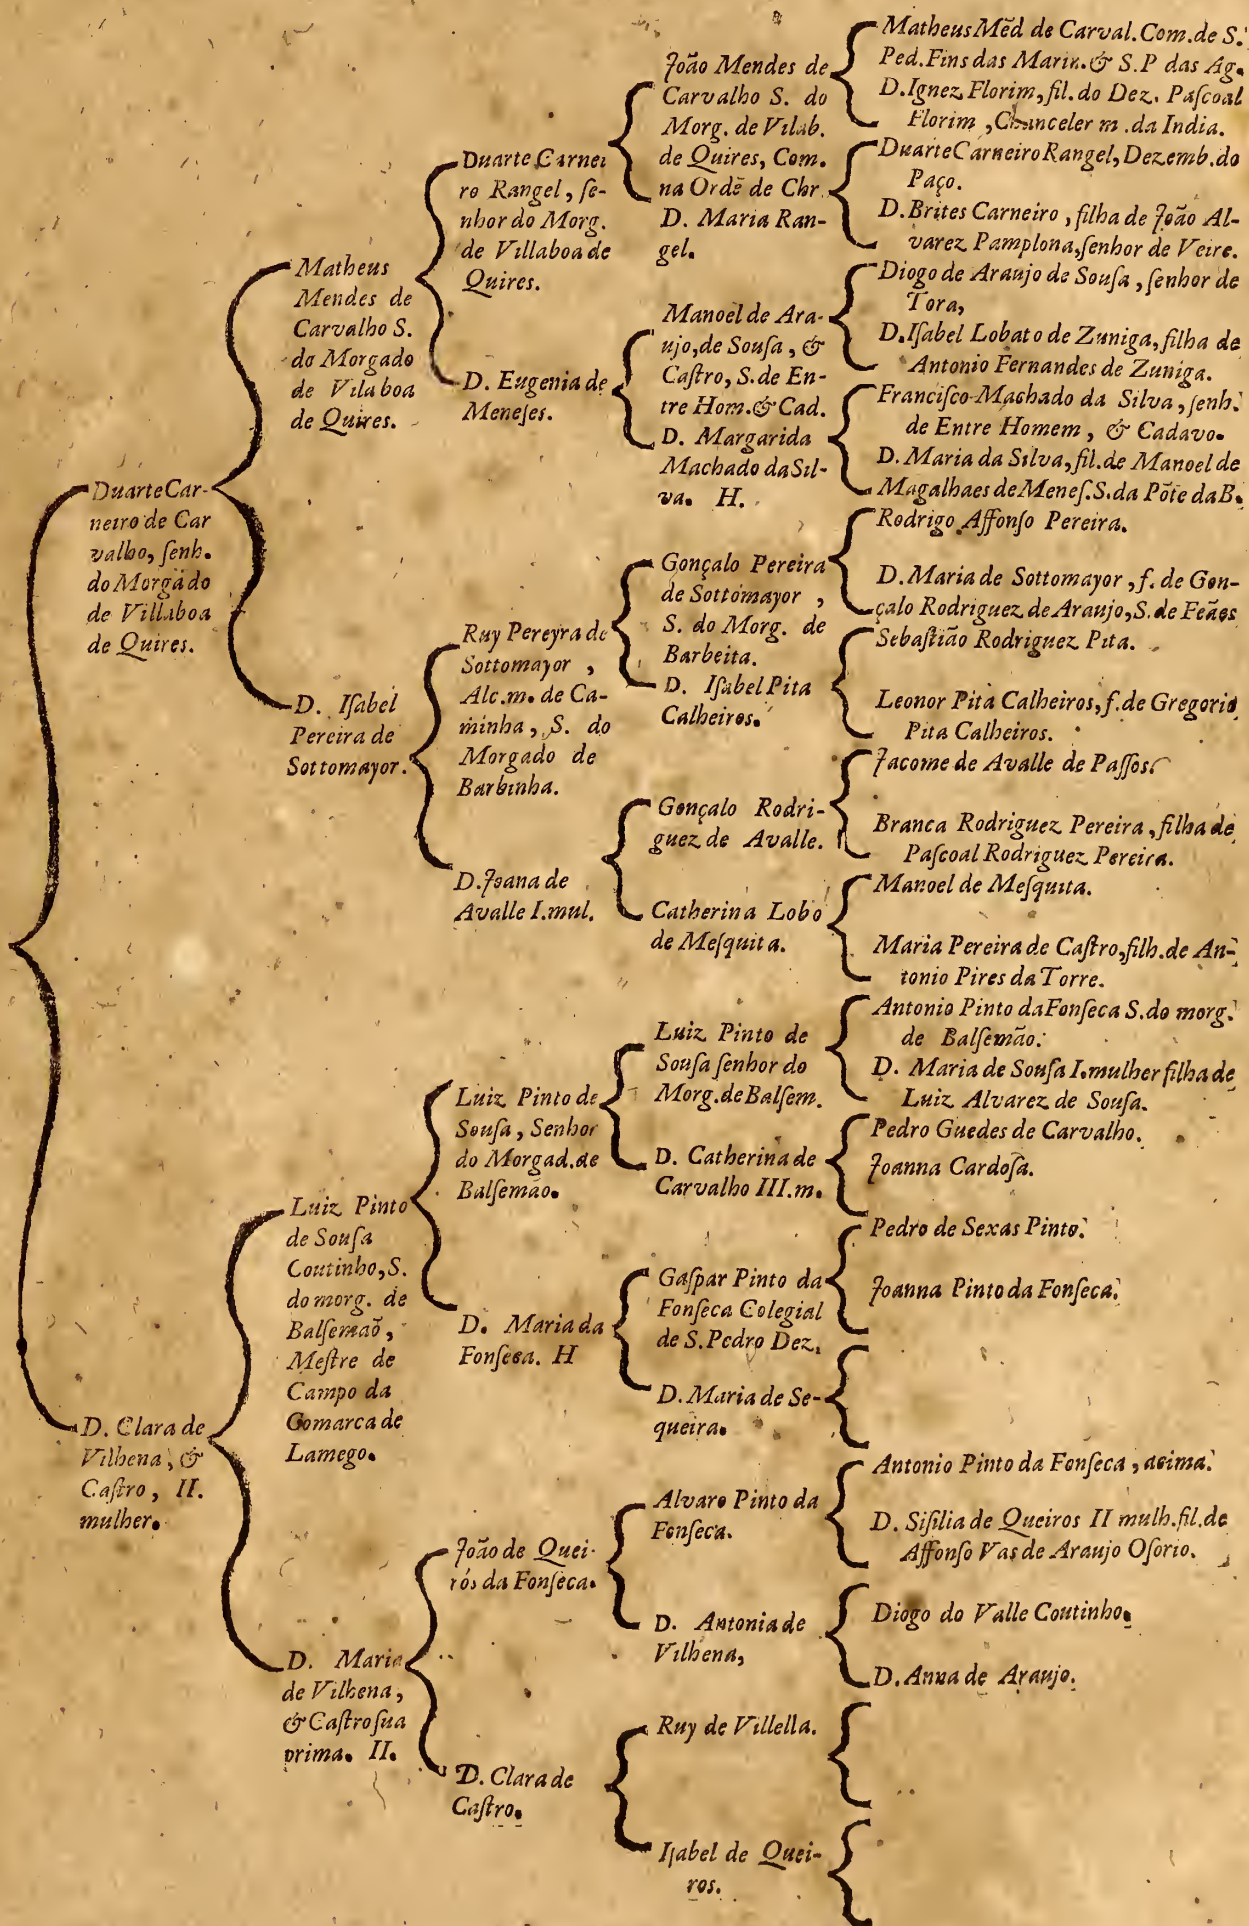 Duarte Car-
neiro de Car
valho, ſenh.
do Morgado
de Villaboa
de Quires.
D. Clara de
Vilhena, &
Caſtro, II.
mulher.
Matheus
Mendes de
Carvalho S.
do Morgado
de Vilaboa
de Quires.
D. Iſabel
Pereira de
Sottomayor.
Luiz Pinto
de Souſa
Coutinho, S.
do morg. de
Balſemaõ,
Meſtre de
Campo da
Comarca de
Lamego.
D. Maria
de Vilhena,
& Caſtro ſua
prima. II.
Duarte Carnei
ro Rangel, ſe-
nhor do Morg.
de Villaboa de
Quires.
D. Eugenia de
Meneſes.
Ruy Pereyra de
Sottomayor,
Alc.m. de Ca-
minha, S. do
Morgado de
Barbinha.
D. Joana de
Avalle I.mul.
Luiz Pinto de
Souſa, Senhor
do Morgad.de
Balſemão.
D. Maria da
Fonſeca. H
João de Quei-
rós da Fonſeca.
D. Clara de
Caſtro.
João Mendes de
Carvalho S. do
Morg. de Vilab.
de Quires, Com.
na Ordẽ de Chr.
D. Maria Ran-
gel.
Manoel de Ara-
ujo, de Souſa, &
Caſtro, S. de En-
tre Hom. & Cad.
D. Margarida
Machado da Sil-
va. H.
Gonçalo Pereira
de Sottomayor,
S. do Morg. de
Barbeita.
D. Iſabel Pita
Calheiros.
Gonçalo Rodri-
guez de Avalle.
Catherina Lobo
de Meſquita.
Luiz Pinto de
Souſa ſenhor do
Morg. de Balſem.
D. Catherina de
Carvalho III.m.
Gaſpar Pinto da
Fonſeca Colegial
de S. Pedro Dez.
D. Maria de Se-
queira.
Alvaro Pinto da
Fonſeca.
D. Antonia de
Vilhena,
Ruy de Villella.
Iſabel de Quei-
ros.
Matheus Mẽd de Carval. Com. de S.
Ped. Fins das Marin. & S. P das Ag.
D. Ignez Florim, fil. do Dez. Paſcoal
Florim, Chanceler m. da India.
Duarte Carneiro Rangel, Dezemb. do
Paço.
D. Brites Carneiro, filha de João Al-
varez Pamplona, ſenhor de Veire.
Diogo de Araujo de Souſa, ſenhor de
Tora,
D. Iſabel Lobato de Zuniga, filha de
Antonio Fernandes de Zuniga.
Franciſco Machado da Silva, ſenh.
de Entre Homem, & Cadavo.
D. Maria da Silva, fil. de Manoel de
Magalhaes de Meneſ. S. da Põte da B.
Rodrigo Affonſo Pereira.
D. Maria de Sottomayor, f. de Gon-
çalo Rodriguez de Araujo, S. de Feães
Sebaſtião Rodriguez Pita.
Leonor Pita Calheiros, f. de Gregorio
Pita Calheiros.
Jacome de Avalle de Paſſos.
Branca Rodriguez Pereira, filha de
Paſcoal Rodriguez Pereira.
Manoel de Meſquita.
Maria Pereira de Caſtro, filh. de An-
tonio Pires da Torre.
Antonio Pinto da Fonſeca S. do morg.
de Balſemão.
D. Maria de Souſa I. mulher filha de
Luiz Alvarez de Souſa.
Pedro Guedes de Carvalho.
Joanna Cardoſa.
Pedro de Sexas Pinto.
Joanna Pinto da Fonſeca.
Antonio Pinto da Fonſeca, acima.
D. Siſilia de Queiros II mulh. fil. de
Affonſo Vas de Araujo Oſorio.
Diogo do Valle Coutinho.
D. Anna de Araujo.